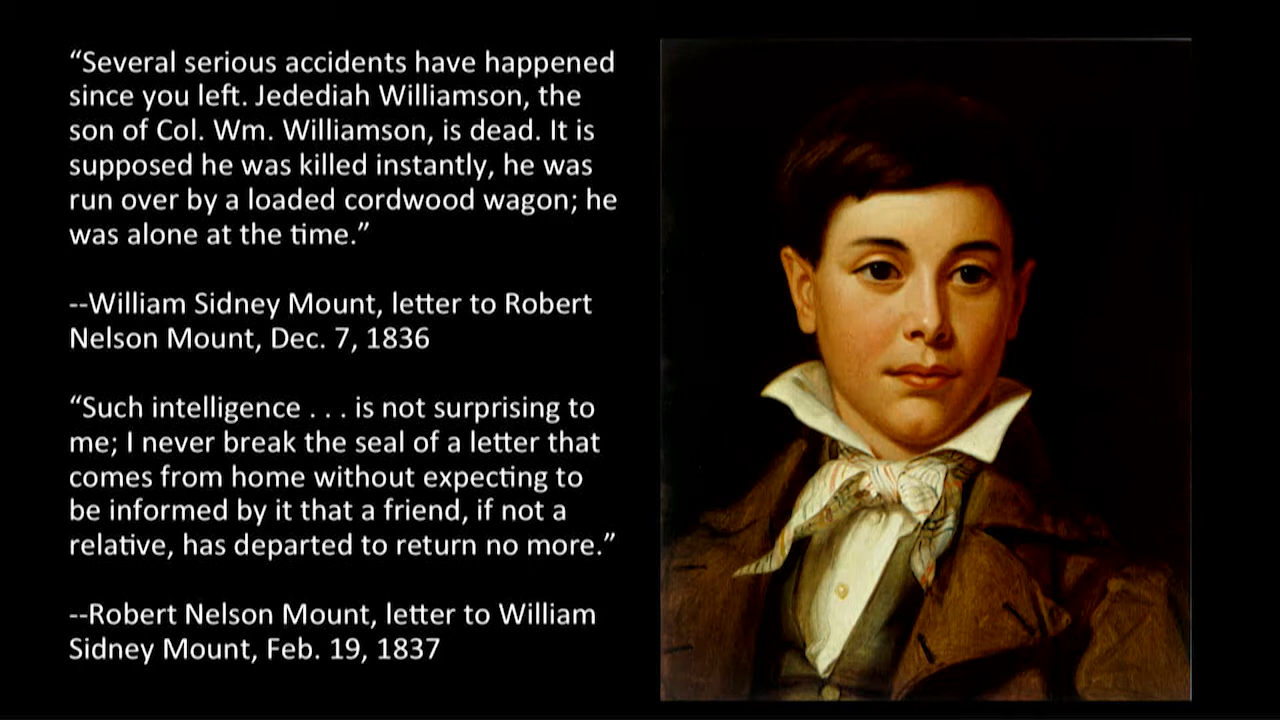 “Several serious accidents have happened
since you left. Jedediah Williamson, the
son of Col. Wm. Williamson, is dead. It is
supposed he was killed instantly, he was
run over by a loaded cordwood wagon; he
was alone at the time.”
--William Sidney Mount, letter to Robert
Nelson Mount, Dec. 7, 1836
“Such intelligence . . . is not surprising to
me; I never break the seal of a letter that
comes from home without expecting to
be informed by it that a friend, if not a
relative, has departed to return no more.”
--Robert Nelson Mount, letter to William
Sidney Mount, Feb. 19, 1837